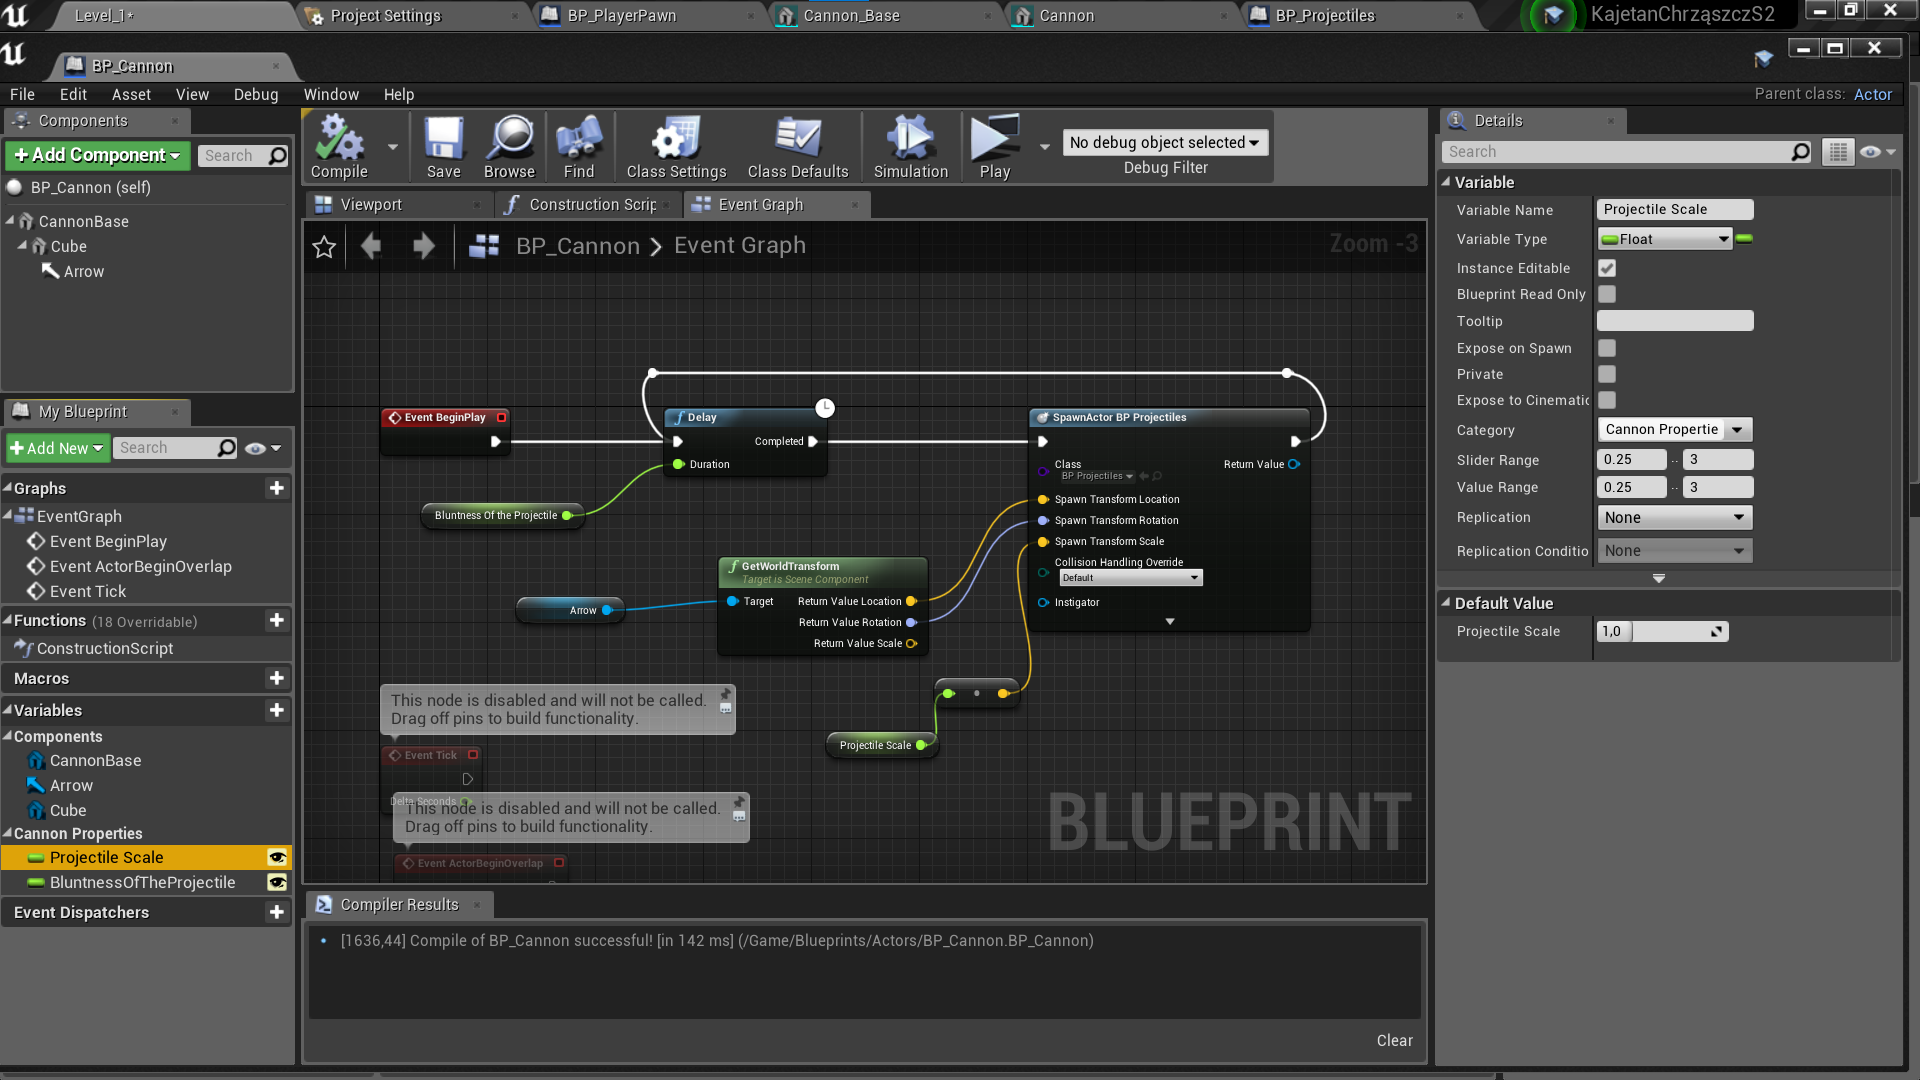 Level_1*
Project Settings
BP_PlayerPawn
Cannon_Base
Cannon
BP_Projectiles
KajetanChrząszczS2
BP_Cannon
File Edit Asset View Debug Window Help
Parent class: Actor
Components
+ Add Component
Search
BP_Cannon (self)
CannonBase
Cube
Arrow
Compile
Save
Browse
Find
Class Settings
Class Defaults
Simulation
Play
No debug object selected
Debug Filter
Viewport
Construction Scrip
Event Graph
BP_Cannon > Event Graph
Zoom -3
My Blueprint
+ Add New
Search
Graphs
EventGraph
Event BeginPlay
Event ActorBeginOverlap
Event Tick
Functions (18 Overridable)
ConstructionScript
Macros
Variables
Components
CannonBase
Arrow
Cube
Cannon Properties
Projectile Scale
BluntnessOfTheProjectile
Event Dispatchers
Event BeginPlay
Delay
Completed
Duration
Bluntness Of the Projectile
SpawnActor BP Projectiles
Class
BP Projectiles
Return Value
Spawn Transform Location
Spawn Transform Rotation
Spawn Transform Scale
Collision Handling Override
Default
Instigator
GetWorldTransform
Target is Scene Component
Target
Return Value Location
Return Value Rotation
Return Value Scale
Arrow
Projectile Scale
This node is disabled and will not be called.
Drag off pins to build functionality.
Event Tick
Delta Seconds
This node is disabled and will not be called.
Drag off pins to build functionality.
Event ActorBeginOverlap
BLUEPRINT
Compiler Results
[1636,44] Compile of BP_Cannon successful! [in 142 ms] (/Game/Blueprints/Actors/BP_Cannon.BP_Cannon)
Clear
Details
Search
Variable
Variable Name Projectile Scale
Variable Type Float
Instance Editable
Blueprint Read Only
Tooltip
Expose on Spawn
Private
Expose to Cinematic
Category Cannon Propertie
Slider Range 0.25 .. 3
Value Range 0.25 .. 3
Replication None
Replication Conditio None
Default Value
Projectile Scale 1,0